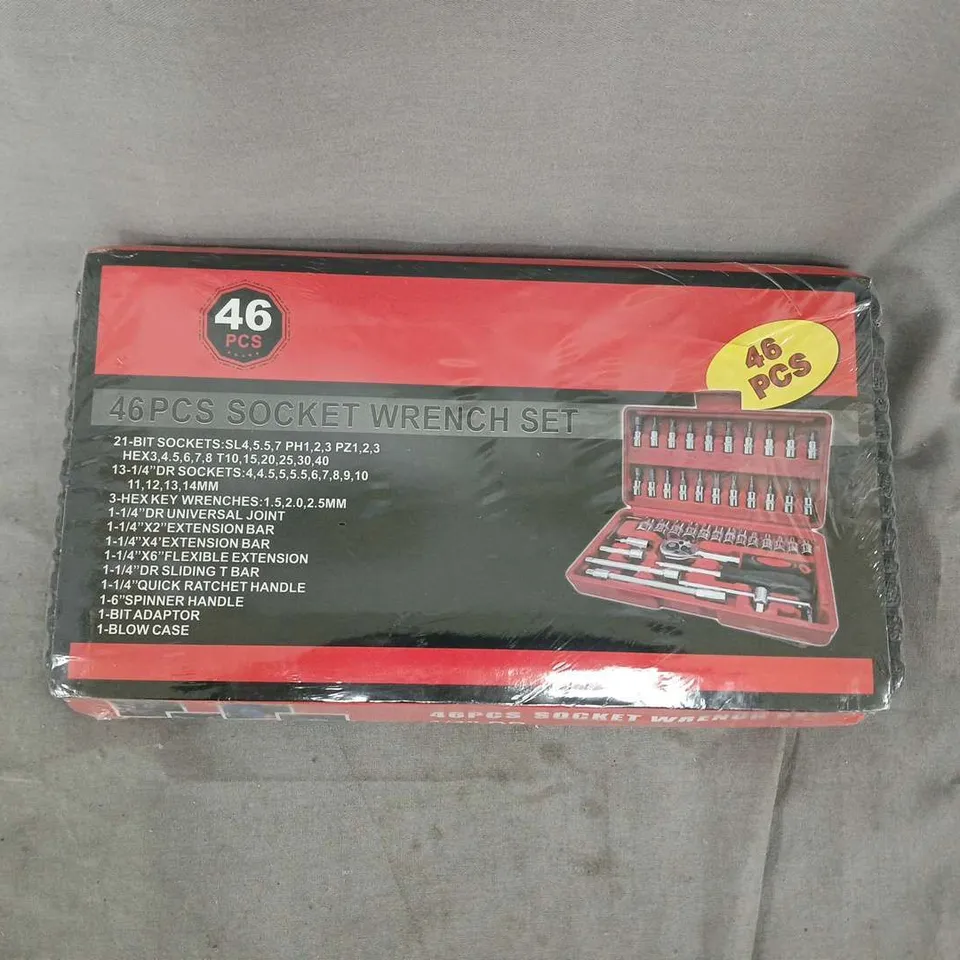 46
PCS
46
PCS
46PCS SOCKET WRENCH SET
21-BIT SOCKETS:SL4,5.5,7 PH1,2,3 PZ1,2,3
HEX3,4.5,6,7,8 T10,15,20,25,30,40
13-1/4"DR SOCKETS:4,4.5,5,5.5,6,7,8,9,10
11,12,13,14MM
3-HEX KEY WRENCHES:1.5,2.0,2.5MM
1-1/4"DR UNIVERSAL JOINT
1-1/4"X2"EXTENSION BAR
1-1/4"X4'EXTENSION BAR
1-1/4"X6"FLEXIBLE EXTENSION
1-1/4"DR SLIDING T BAR
1-1/4"QUICK RATCHET HANDLE
1-6"SPINNER HANDLE
1-BIT ADAPTOR
1-BLOW CASE
46PCS SOCKET WRENCH